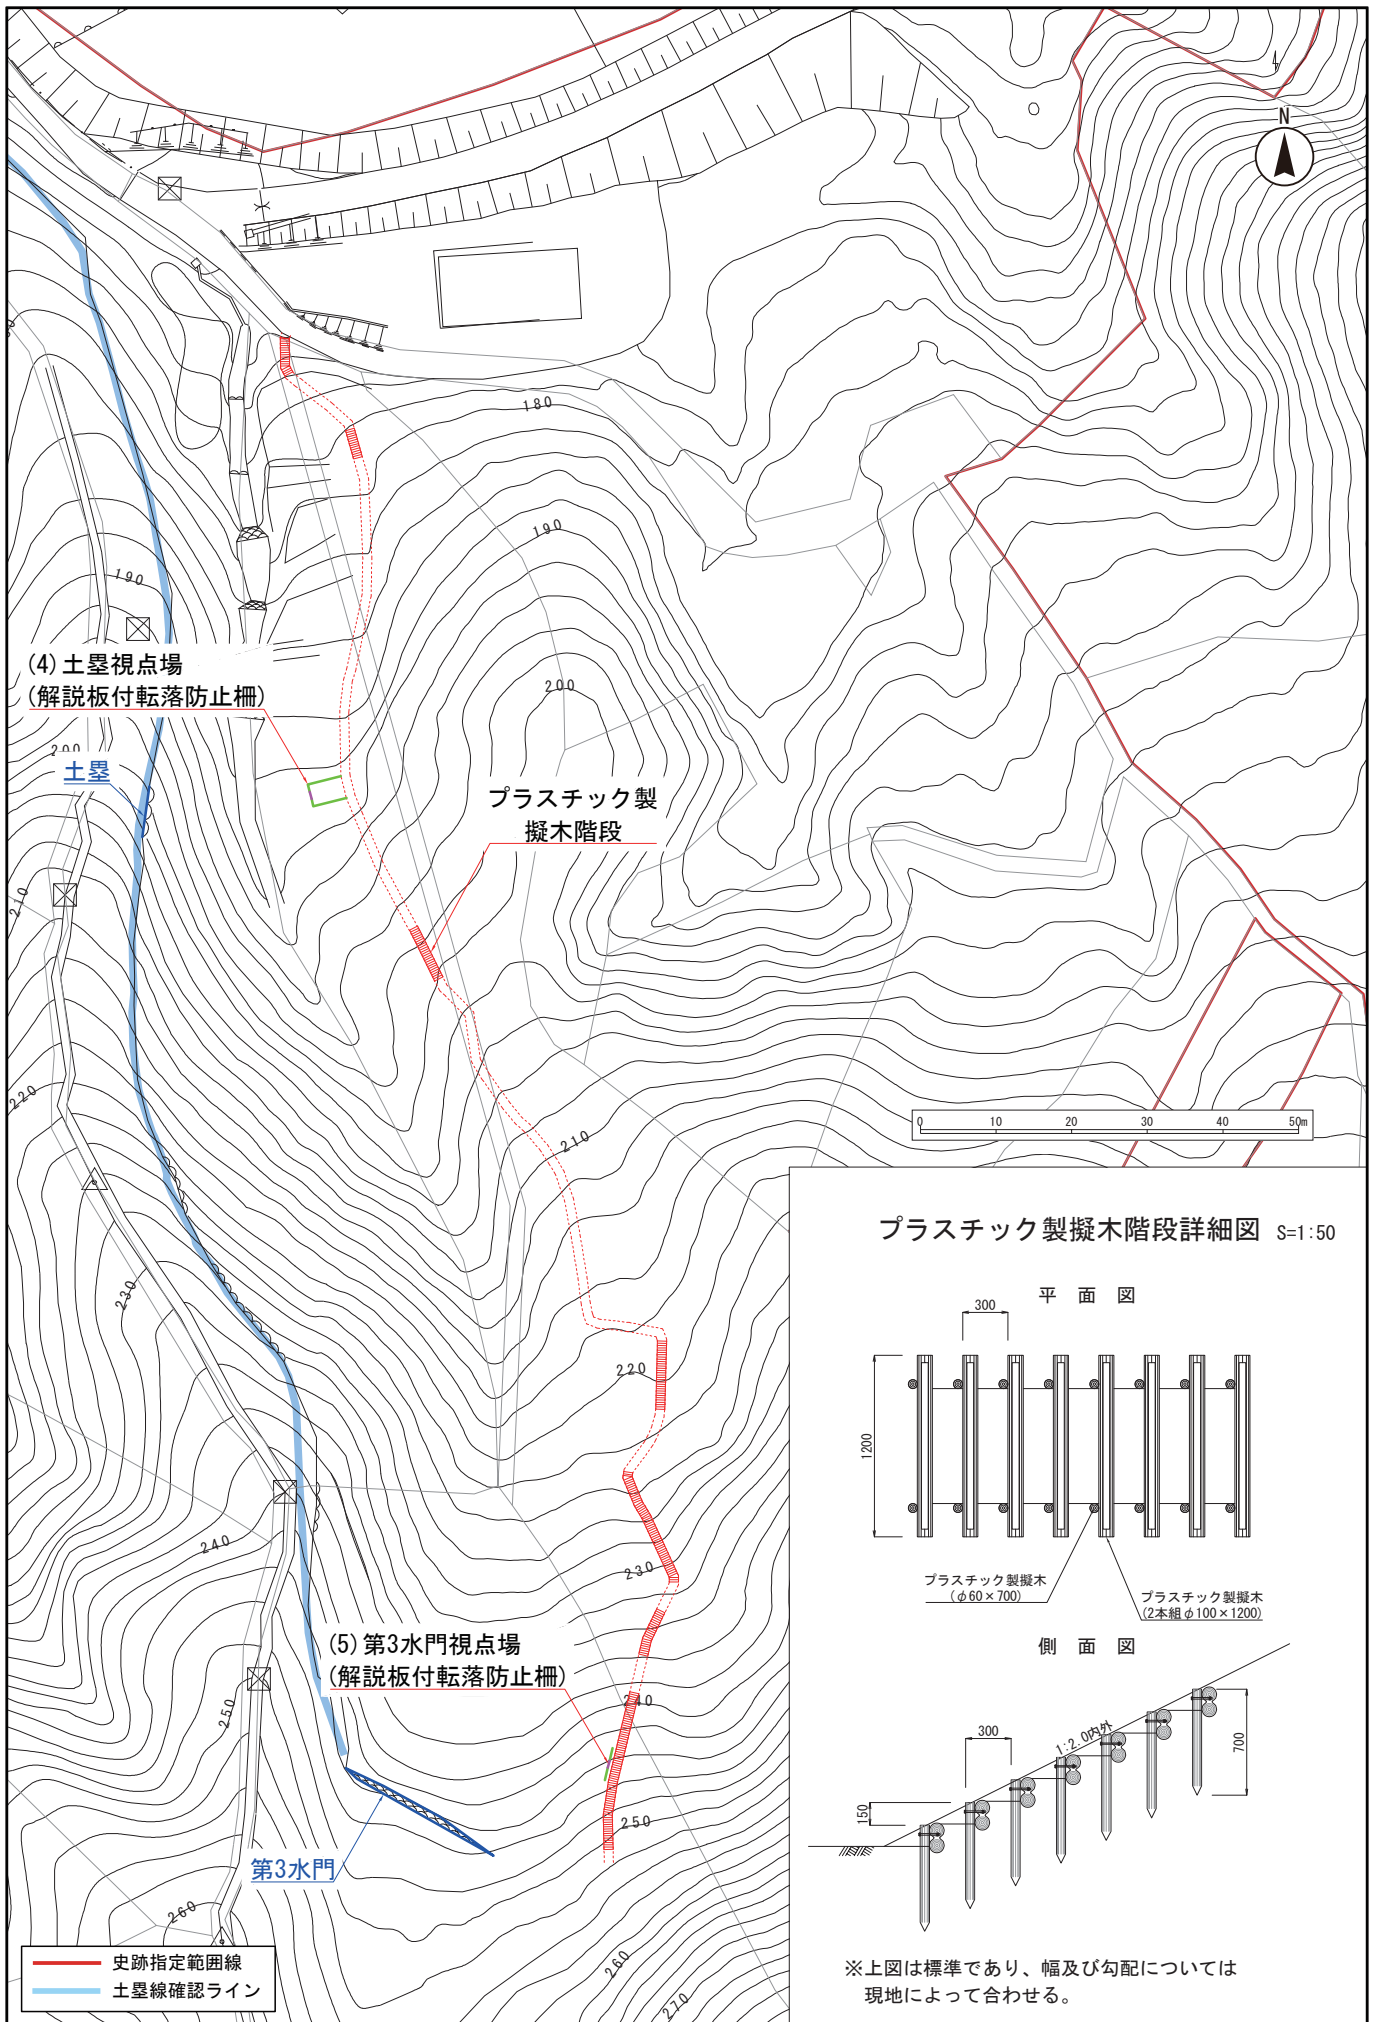 N
180
190
190
(4)土塁視点場
(解説板付転落防止柵)
200
200
土塁
プラスチック製
擬木階段
210
220
0 10 20 30 40 50m
210
プラスチック製擬木階段詳細図 S=1:50
平面図
300
230
220
1200
240
230
プラスチック製擬木
(φ60×700)
プラスチック製擬木
(2本組φ100×1200)
(5)第3水門視点場
(解説板付転落防止柵)
側面図
250
240
300
1:2.0内外
700
150
250
第3水門
260
260
270
史跡指定範囲線
土塁線確認ライン
※上図は標準であり、幅及び勾配については
現地によって合わせる。